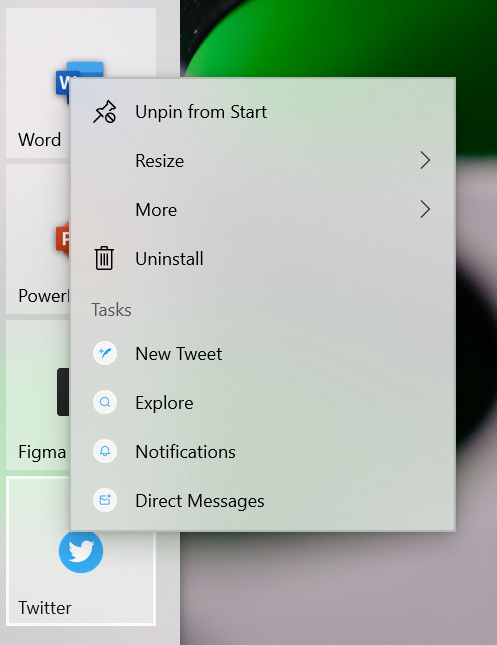 Word
Unpin from Start
Resize
More
Uninstall
Tasks
New Tweet
Explore
Notifications
Direct Messages
Figma
Twitter